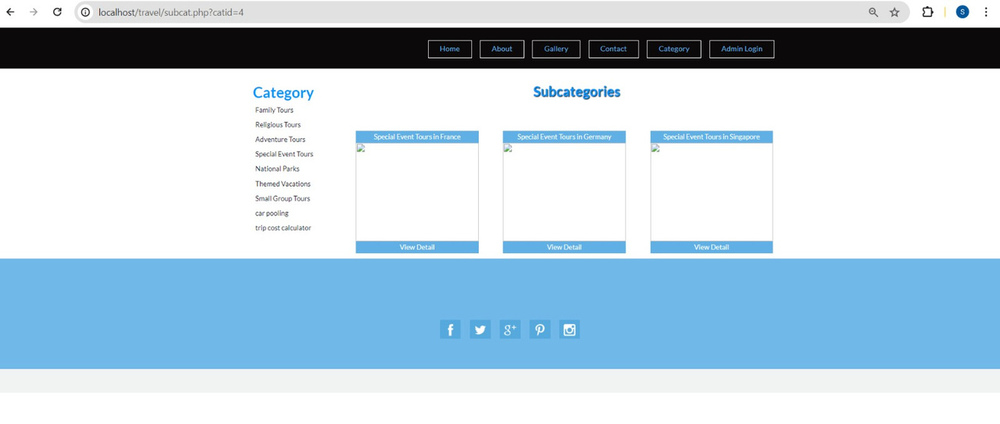 localhost/travel/subcat.php?catid=4
S
Home About Gallery Contact Category Admin Login
Category
Family Tours
Religious Tours
Adventure Tours
Special Event Tours
National Parks
Themed Vacations
Small Group Tours
car pooling
trip cost calculator
Subcategories
Special Event Tours in France Special Event Tours in Germany Special Event Tours in Singapore
View Detail View Detail View Detail
f g+